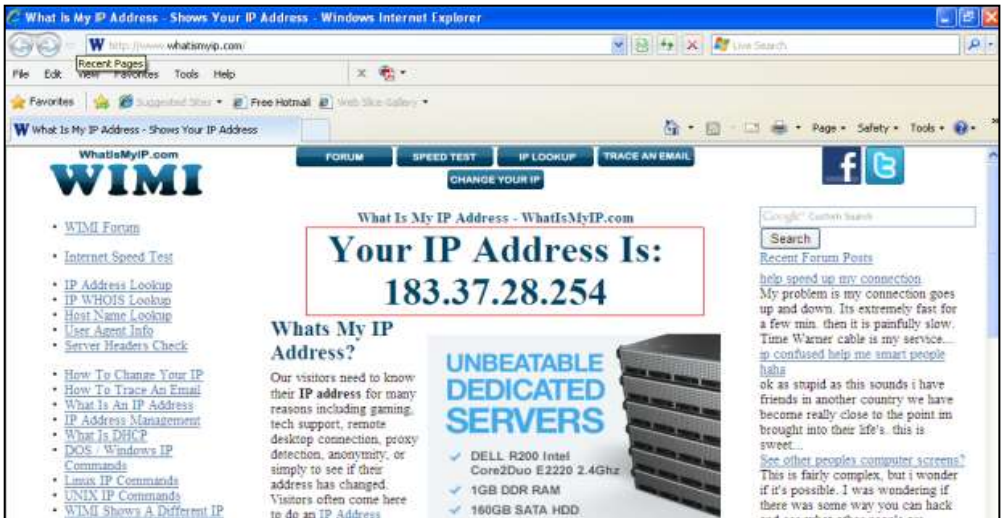 What Is My IP Address - Shows Your IP Address - Windows Internet Explorer
http://www.whatismyip.com/
Live Search
Recent Pages
File Edit View Favorites Tools Help
Favorites Suggested Sites Free Hotmail Web Slice Gallery
What Is My IP Address - Shows Your IP Address
Page Safety Tools
WhatIsMyIP.com
WIMI
FORUM SPEED TEST IP LOOKUP TRACE AN EMAIL
CHANGE YOUR IP
WIMI Forum
Internet Speed Test
IP Address Lookup
IP WHOIS Lookup
Host Name Lookup
User Agent Info
Server Headers Check
How To Change Your IP
How To Trace An Email
What Is An IP Address
IP Address Management
What Is DHCP
DOS / Windows IP
Commands
Linux IP Commands
UNIX IP Commands
WIMI Shows A Different IP
What Is My IP Address - WhatIsMyIP.com
Your IP Address Is:
183.37.28.254
Whats My IP
Address?
Our visitors need to know
their IP address for many
reasons including gaming,
tech support, remote
desktop connection, proxy
detection, anonymity, or
simply to see if their
address has changed.
Visitors often come here
to do an IP Address
UNBEATABLE
DEDICATED
SERVERS
DELL R200 Intel
Core2Duo E2220 2.4Ghz
1GB DDR RAM
160GB SATA HDD
Google Custom Search
Search
Recent Forum Posts
help speed up my connection
My problem is my connection goes
up and down. Its extremely fast for
a few min. then it is painfully slow.
Time Warner cable is my service....
ip confused help me smart people
haha
ok as stupid as this sounds i have
friends in another country we have
become really close to the point im
brought into their life's. this is
sweet...
See other peoples computer screens?
This is fairly complex, but i wonder
if it's possible. I was wondering if
there was some way you can hack